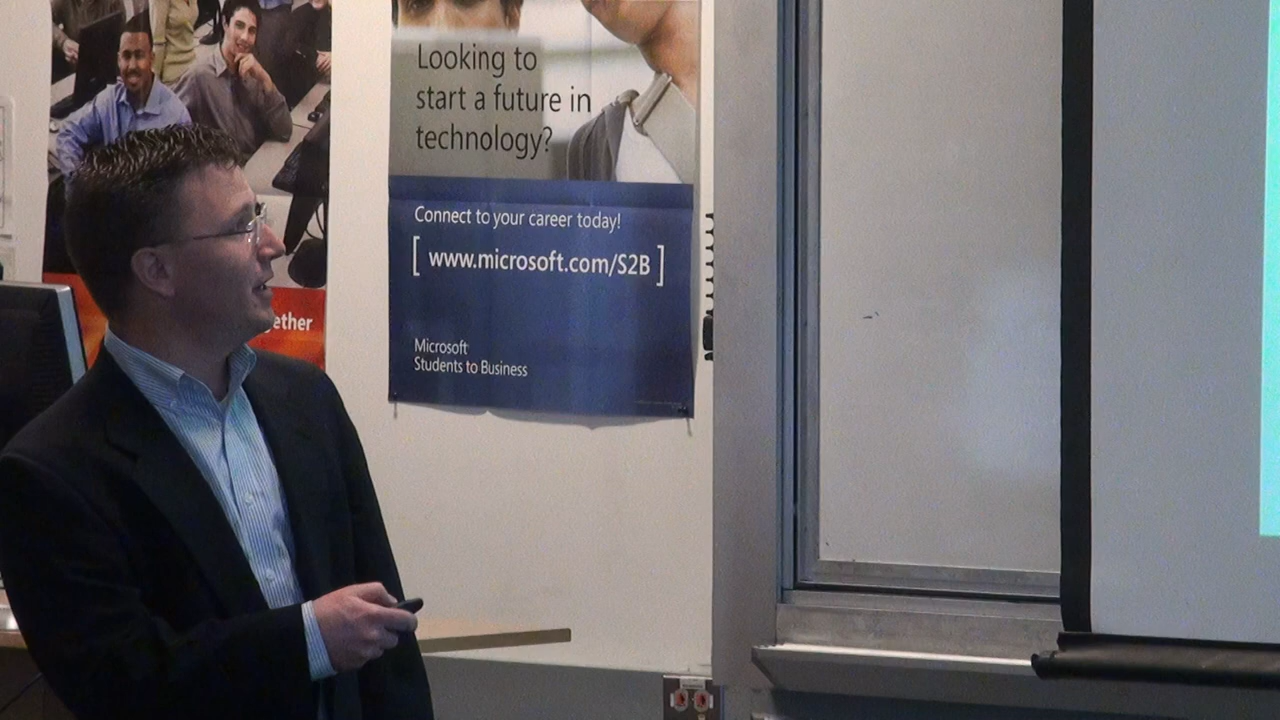 Looking to
start a future in
technology?
Connect to your career today!
[ www.microsoft.com/S2B ]
Microsoft
Students to Business
ether